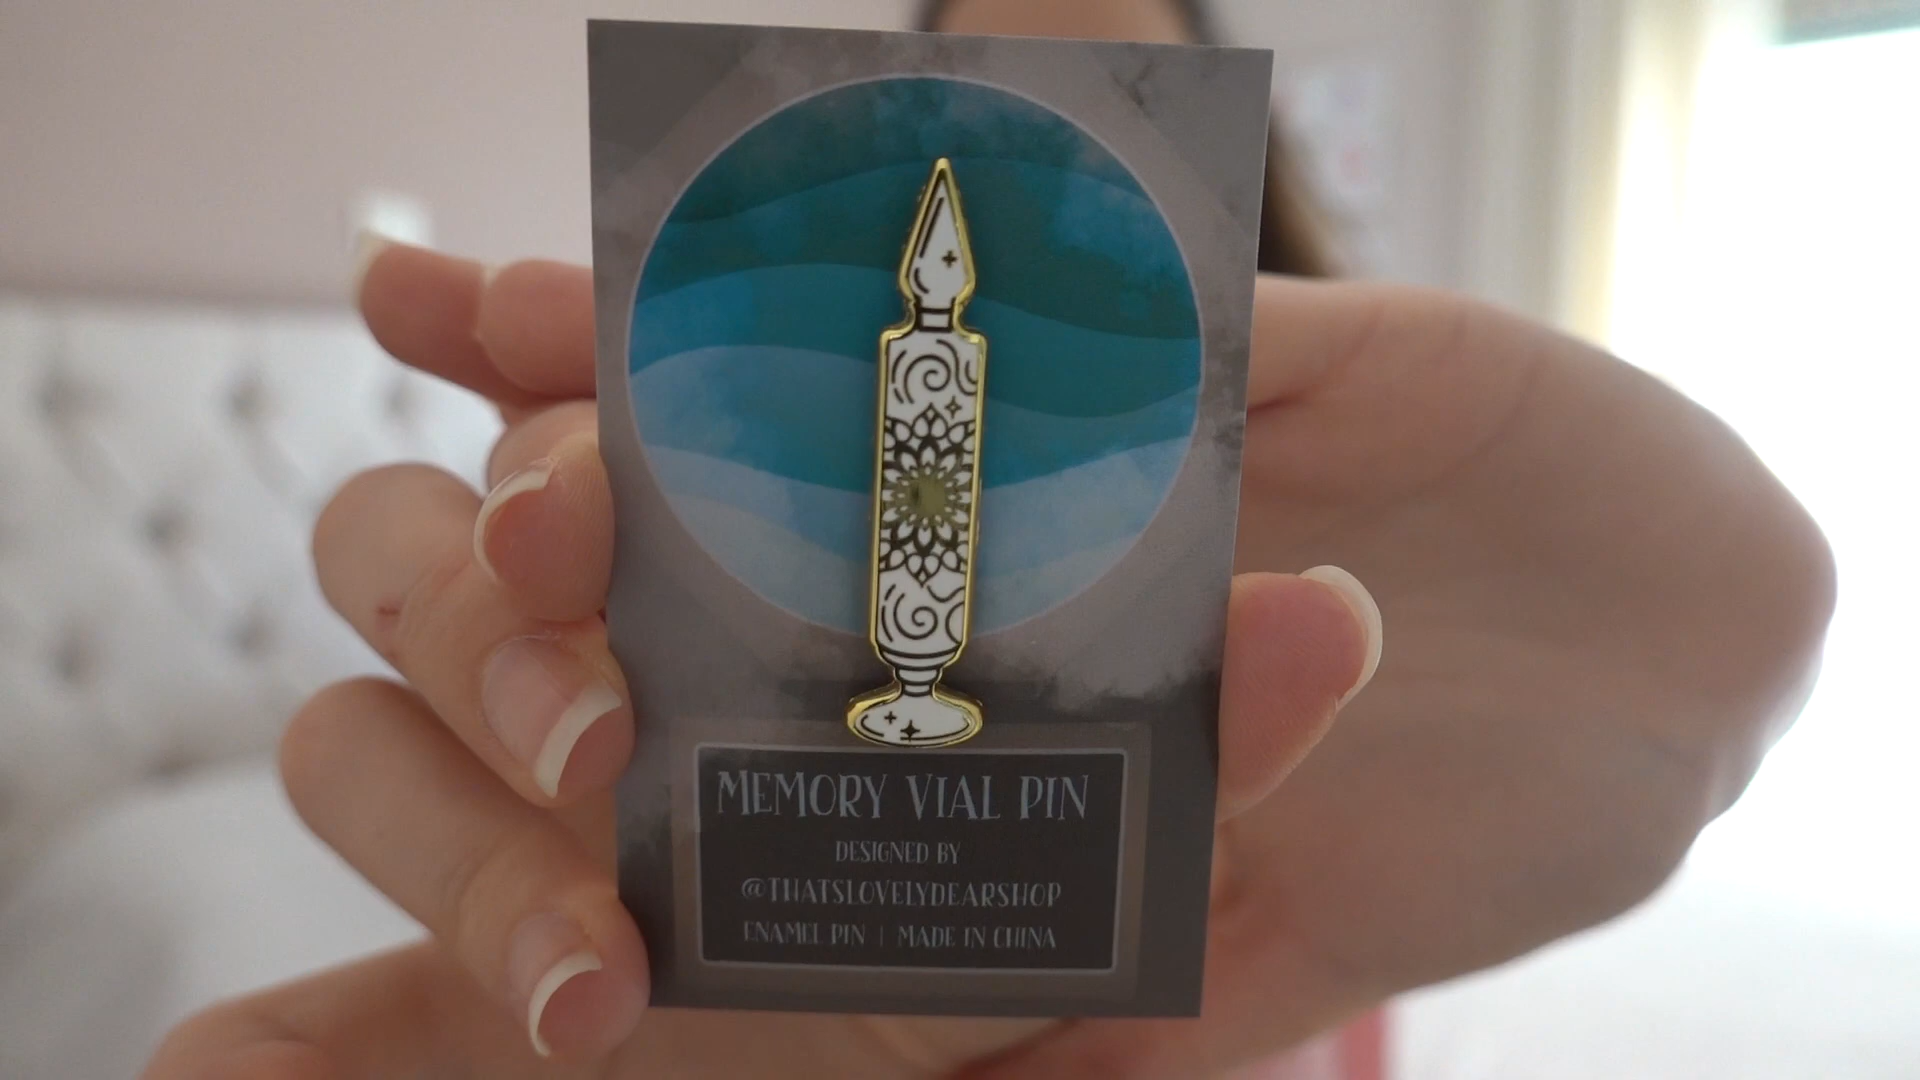 MEMORY VIAL PIN
DESIGNED BY
@THATSLOVELYDEARSHOP
ENAMEL PIN | MADE IN CHINA